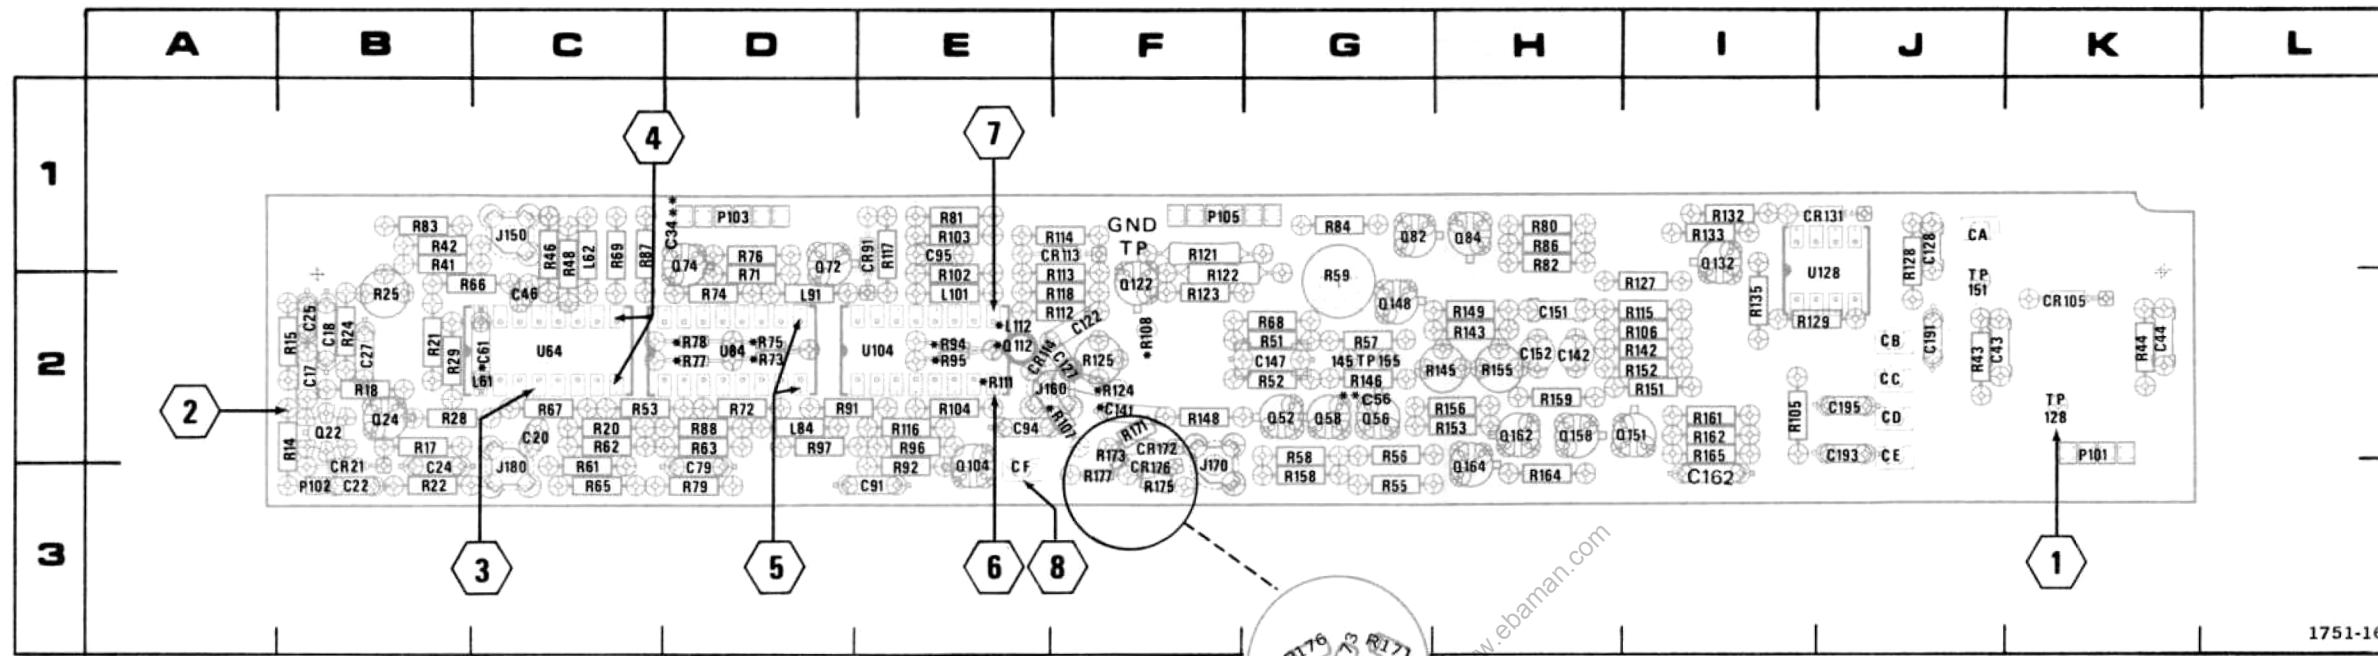 A B C D E F G H I J K L
4 7
1
C34** P103 P105 R132 CR131
R83 R81 R84 R80
J150 R46 R48 L62 R69 R87 R103 R114 GND TP Q82 Q84 R133 CA
R42 R76 CR91 R117 C95 CR113 R121 R86 R128 C128
R41 Q74 R71 Q72 R102 R113 R122 R59 R82 Q132 U128 TP 151
R66 C46 R74 L91 L101 R118 Q122 R123 Q148 R127 R135 CR105
R25 R112 R149 C151 R115 R129
R15 C25 C18 R24 C27 R21 R29 *C61 U64 *R78 U84 *R75 U104 *R94 *L112 C122 *R108 R68 R143 R106
*R77 *R73 *R95 *Q112 CR114 R125 R51 R57 C152 C142 R142 CB C191 R43 C43 R44 C44
2
C17 L61 C127 C147 145 TP 155 R145 R155 R152
R18 *R111 J160 *R124 R52 R146 R151 CC
2 R67 R53 R72 R91 R104 *C141 **C56 R159 R105 C195 TP 128
R14 Q22 Q24 R28 *R107 R148 Q52 Q58 Q56 R156 R161 CD
C20 R20 R88 L84 R116 C94 R171 R153 Q162 Q158 Q151 R162
R17 R62 R63 R97 R96 R173 CR172 R58 R56 R165 C193 CE P101
CR21 C24 J180 R61 C79 R92 Q104 CF CR176 J170 Q164
P102 C22 R22 R65 R79 C91 R177 R175 R158 R55 R164 C162
3
3 5 6 8 1
www.ebaman.com
R176 R171
1751-16